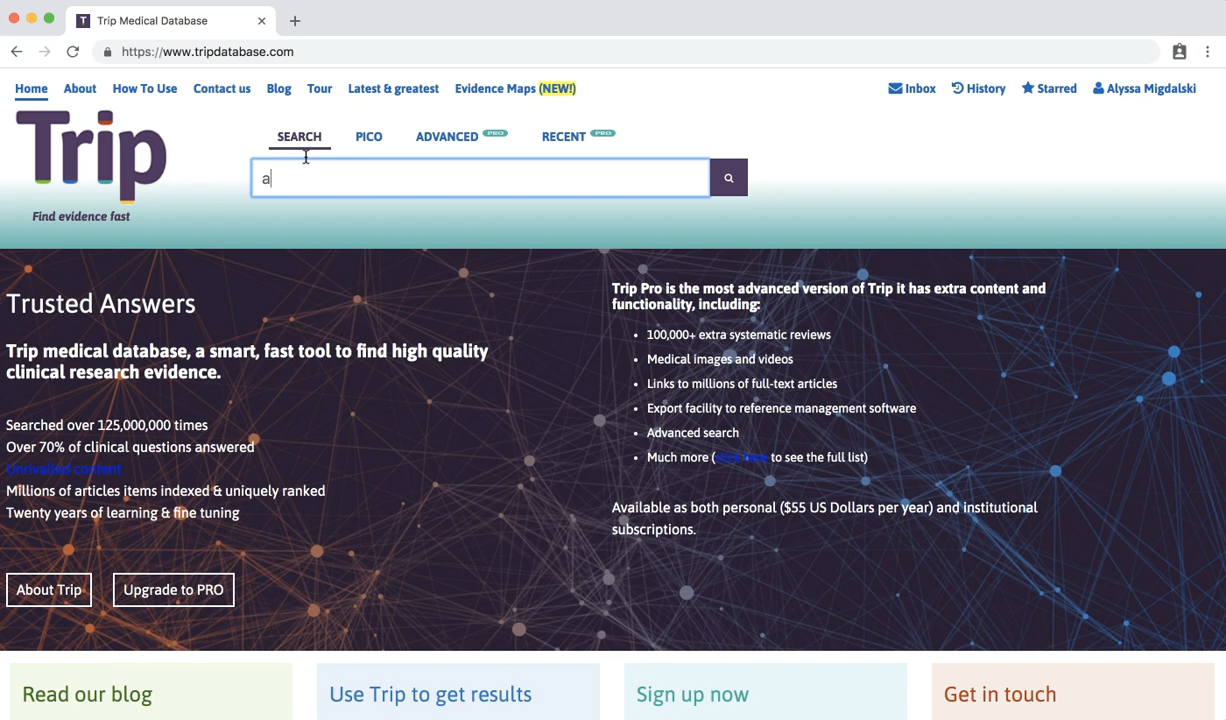 T Trip Medical Database
https://www.tripdatabase.com
Home About How To Use Contact us Blog Tour Latest & greatest Evidence Maps (NEW!) Inbox History Starred Alyssa Migdalski
Trip
Find evidence fast
SEARCH PICO ADVANCED PRO RECENT PRO
a
Trusted Answers
Trip medical database, a smart, fast tool to find high quality
clinical research evidence.
Searched over 125,000,000 times
Over 70% of clinical questions answered
Unrivalled content
Millions of articles items indexed & uniquely ranked
Twenty years of learning & fine tuning
About Trip Upgrade to PRO
Trip Pro is the most advanced version of Trip it has extra content and
functionality, including:
• 100,000+ extra systematic reviews
• Medical images and videos
• Links to millions of full-text articles
• Export facility to reference management software
• Advanced search
• Much more (click here to see the full list)
Available as both personal ($55 US Dollars per year) and institutional
subscriptions.
Read our blog Use Trip to get results Sign up now Get in touch